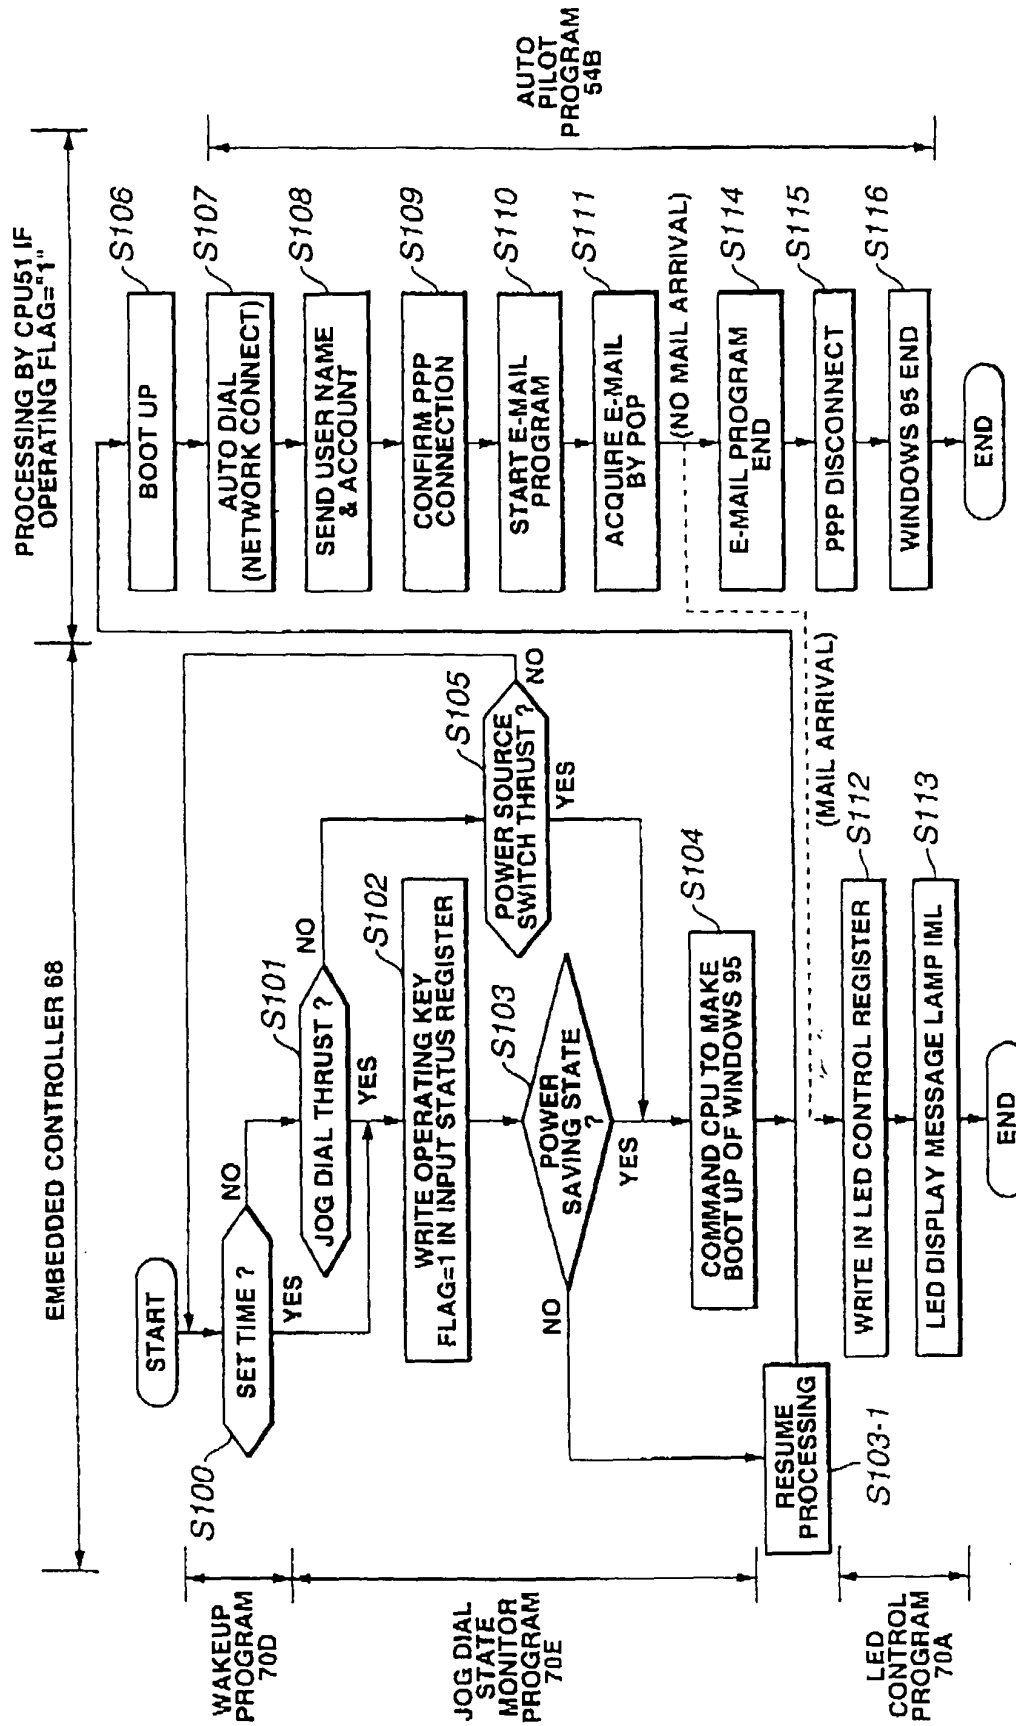 EMBEDDED CONTROLLER 68
PROCESSING BY CPU51 IF
OPERATING FLAG="1"
WAKEUP
PROGRAM
70D
JOG DIAL
STATE
MONITOR
PROGRAM
70E
LED
CONTROL
PROGRAM
70A
START
S100
SET TIME ?
NO
YES
S101
JOG DIAL THRUST ?
NO
YES
S102
WRITE OPERATING KEY
FLAG=1 IN INPUT STATUS REGISTER
S105
POWER SOURCE
SWITCH THRUST ?
NO
YES
S103
POWER
SAVING STATE
?
NO
YES
S104
COMMAND CPU TO MAKE
BOOT UP OF WINDOWS 95
RESUME
PROCESSING
S103-1
(MAIL ARRIVAL)
S112
WRITE IN LED CONTROL REGISTER
S113
LED DISPLAY MESSAGE LAMP IML
END
S106
BOOT UP
S107
AUTO DIAL
(NETWORK CONNECT)
S108
SEND USER NAME
& ACCOUNT
S109
CONFIRM PPP
CONNECTION
S110
START E-MAIL
PROGRAM
S111
ACQUIRE E-MAIL
BY POP
(NO MAIL ARRIVAL)
S114
E-MAIL PROGRAM
END
S115
PPP DISCONNECT
S116
WINDOWS 95 END
END
AUTO
PILOT
PROGRAM
54B